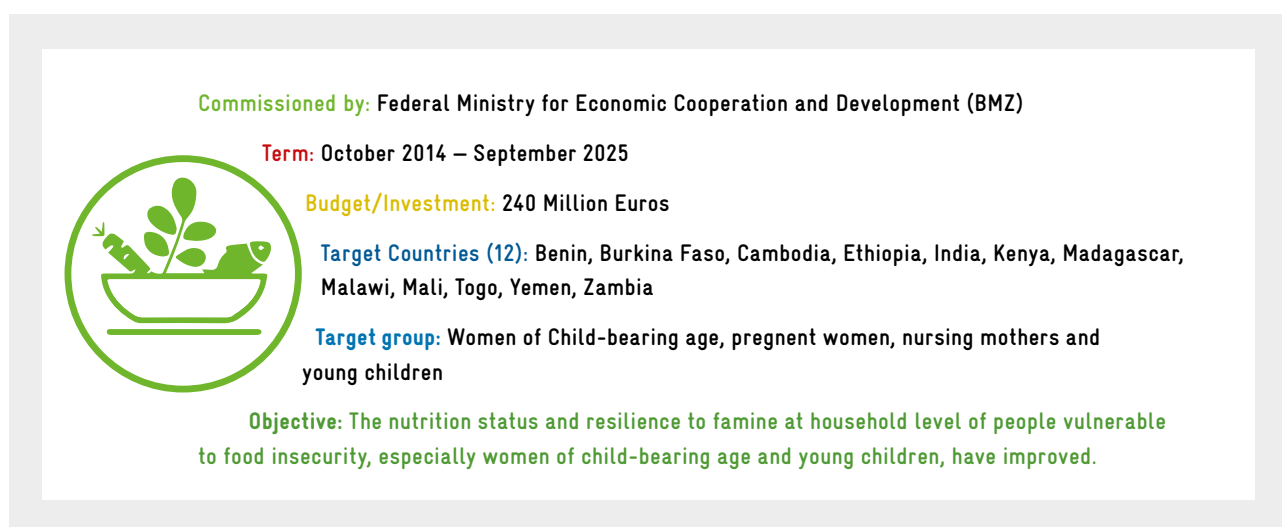 Commissioned by: Federal Ministry for Economic Cooperation and Development (BMZ)
Term: October 2014 – September 2025
Budget/Investment: 240 Million Euros
Target Countries (12): Benin, Burkina Faso, Cambodia, Ethiopia, India, Kenya, Madagascar,
Malawi, Mali, Togo, Yemen, Zambia
Target group: Women of Child-bearing age, pregnent women, nursing mothers and
young children
Objective: The nutrition status and resilience to famine at household level of people vulnerable
to food insecurity, especially women of child-bearing age and young children, have improved.